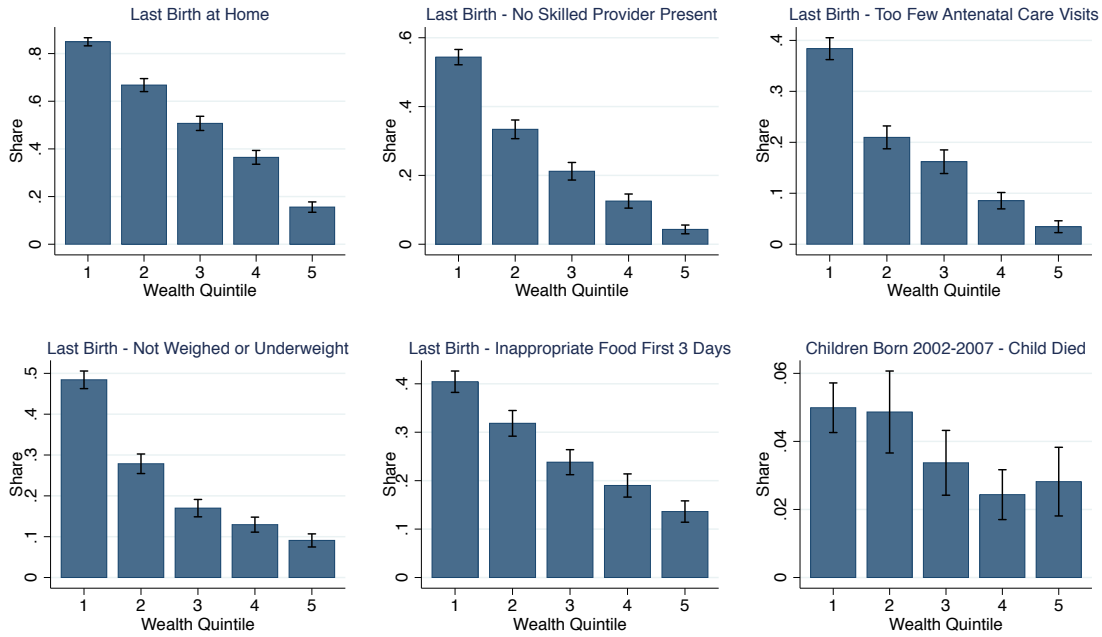 Last Birth at Home
Share
0 .2 .4 .6 .8
1 2 3 4 5
Wealth Quintile
Last Birth - No Skilled Provider Present
Share
0 .2 .4 .6
1 2 3 4 5
Wealth Quintile
Last Birth - Too Few Antenatal Care Visits
Share
0 .1 .2 .3 .4
1 2 3 4 5
Wealth Quintile
Last Birth - Not Weighed or Underweight
Share
0 .1 .2 .3 .4 .5
1 2 3 4 5
Wealth Quintile
Last Birth - Inappropriate Food First 3 Days
Share
0 .1 .2 .3 .4
1 2 3 4 5
Wealth Quintile
Children Born 2002-2007 - Child Died
Share
0 .02 .04 .06
1 2 3 4 5
Wealth Quintile